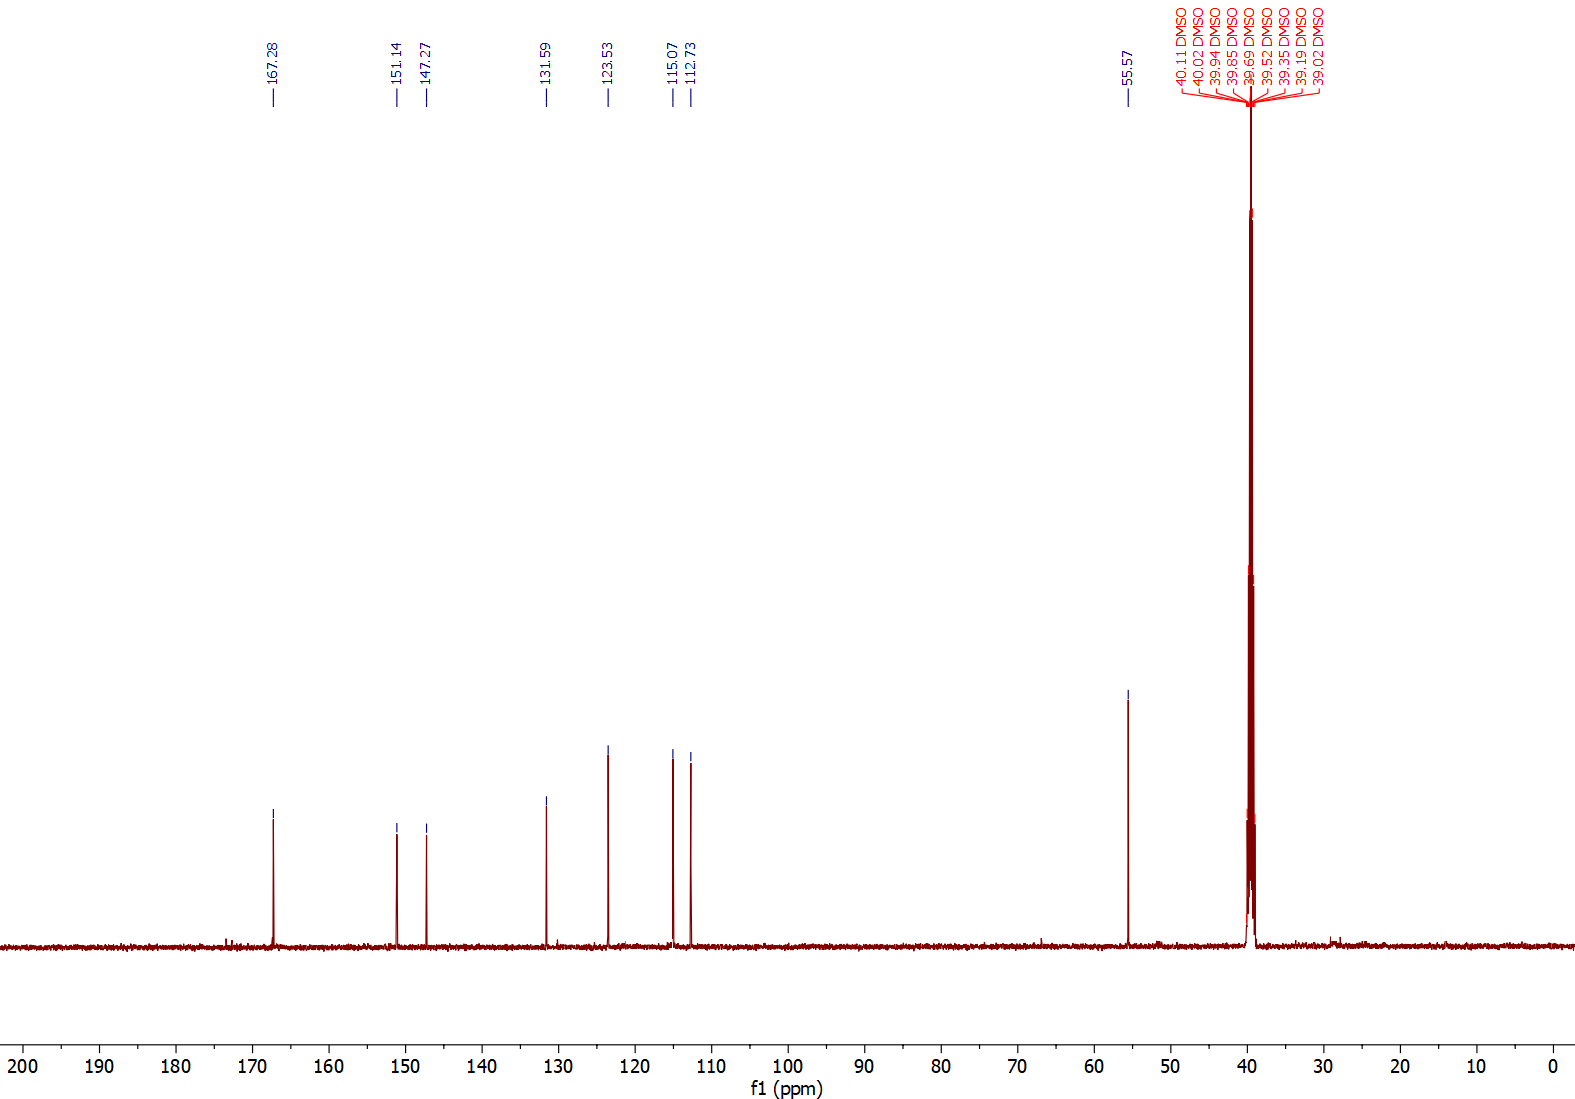 167.28
151.14
147.27
131.59
123.53
115.07
112.73
55.57
40.11 DMSO
40.02 DMSO
39.94 DMSO
39.85 DMSO
39.69 DMSO
39.52 DMSO
39.35 DMSO
39.19 DMSO
39.02 DMSO
200 190 180 170 160 150 140 130 120 110 100 90 80 70 60 50 40 30 20 10 0
f1 (ppm)